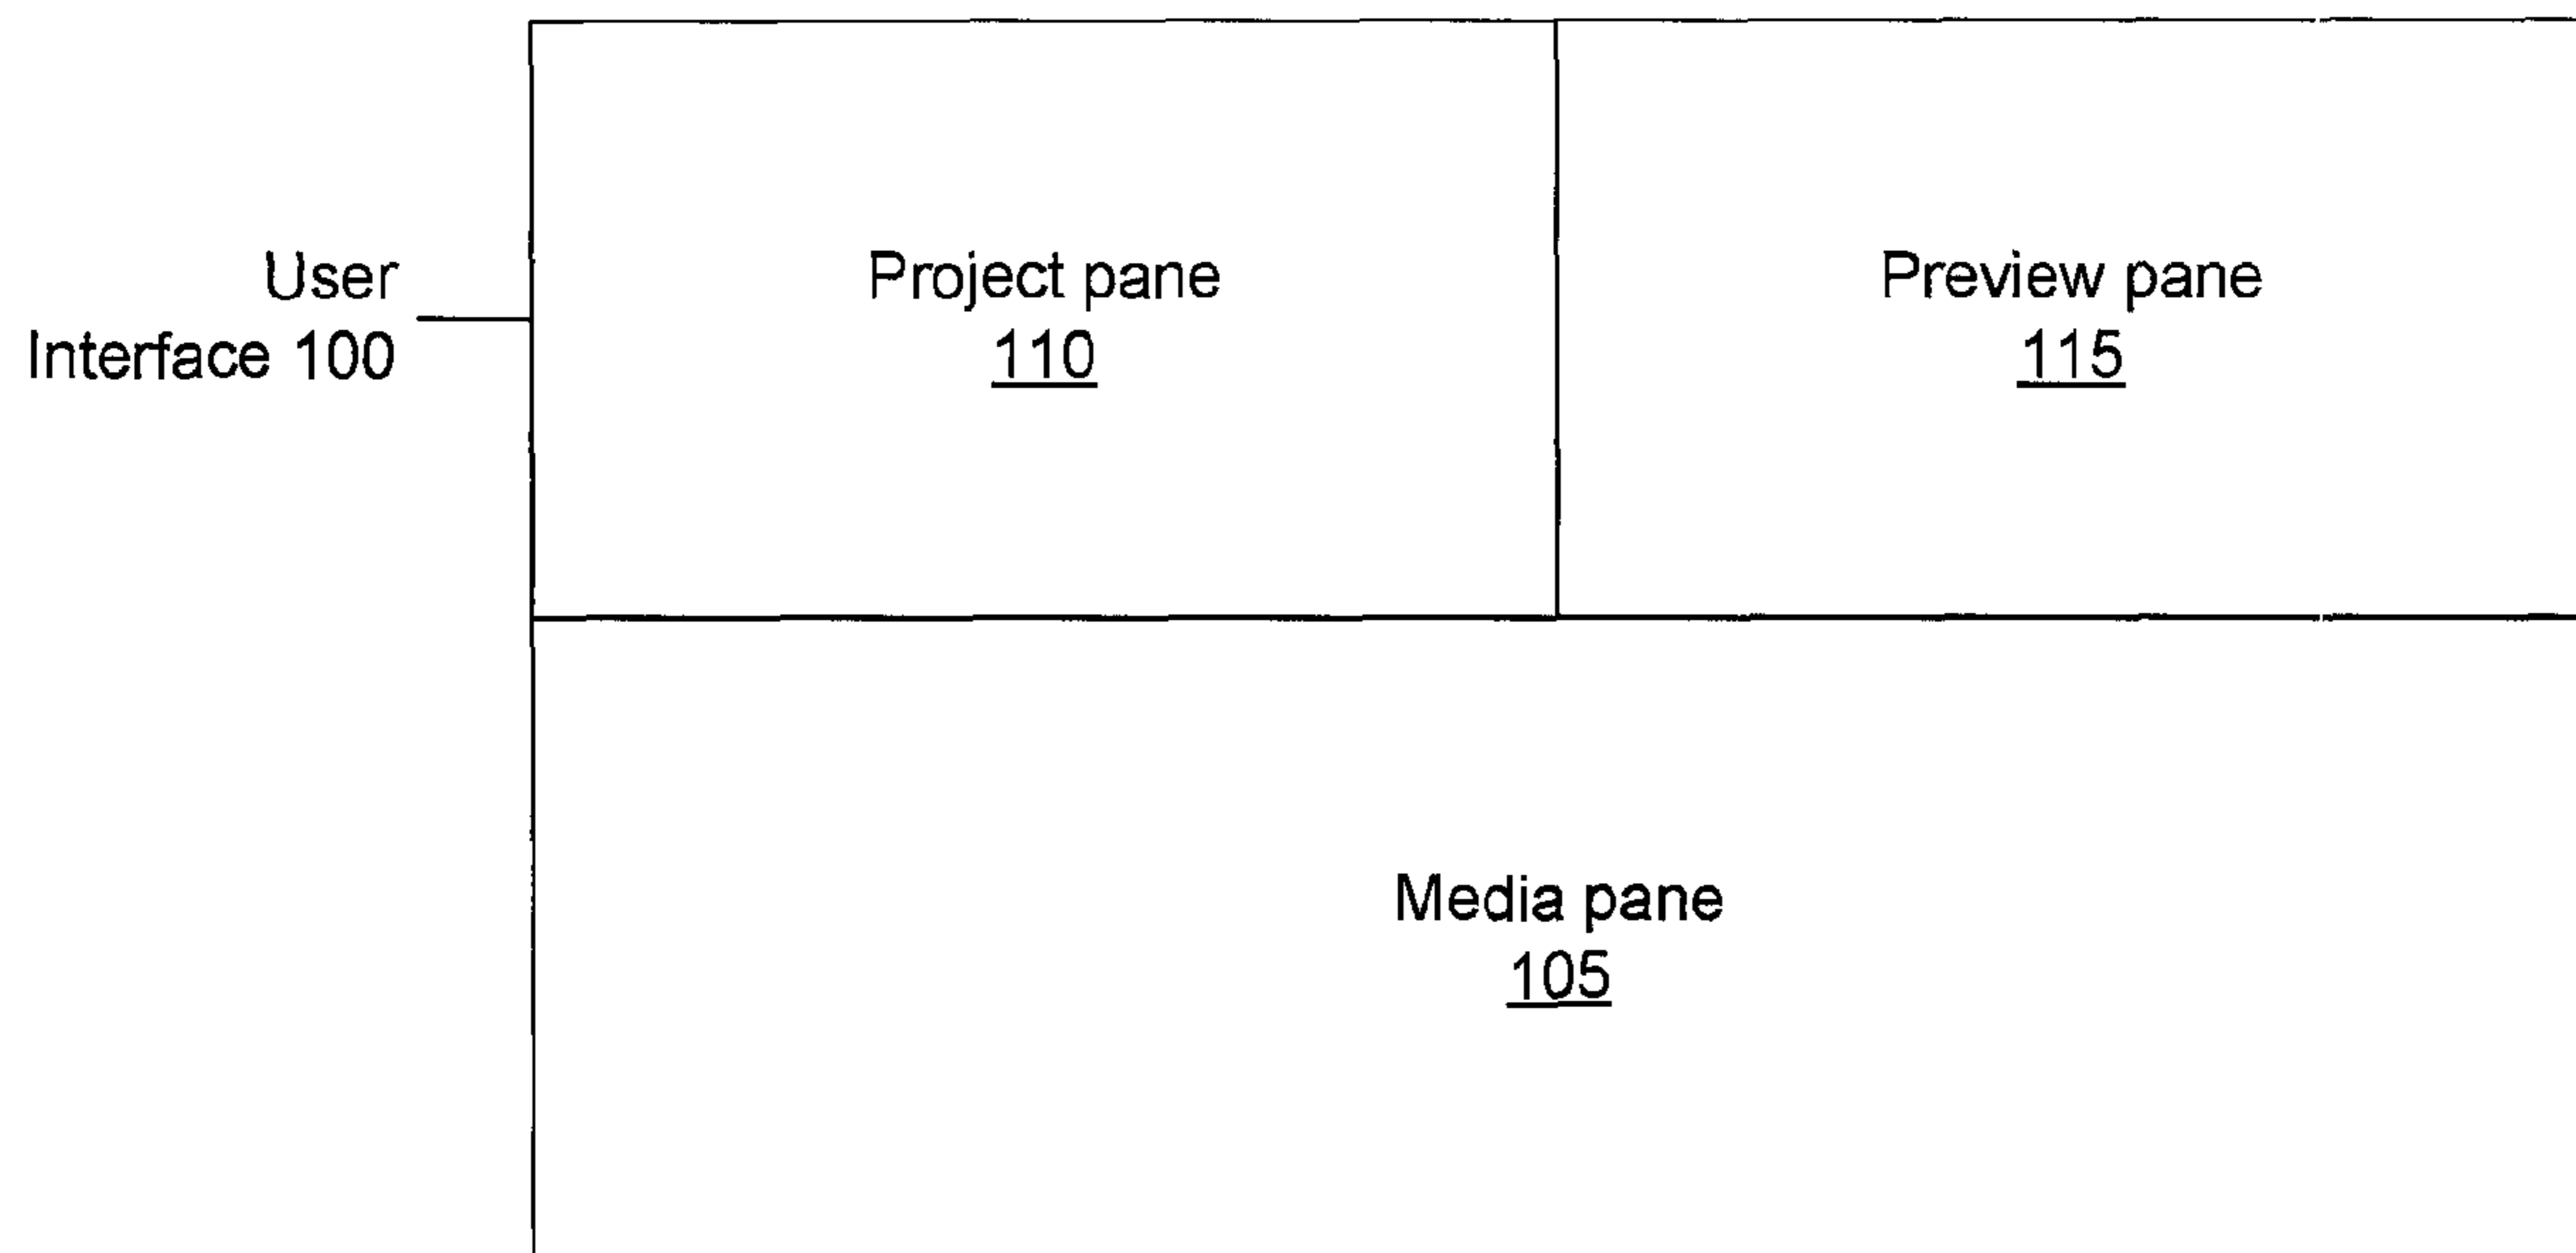 User
Interface 100
Project pane
110
Preview pane
115
Media pane
105